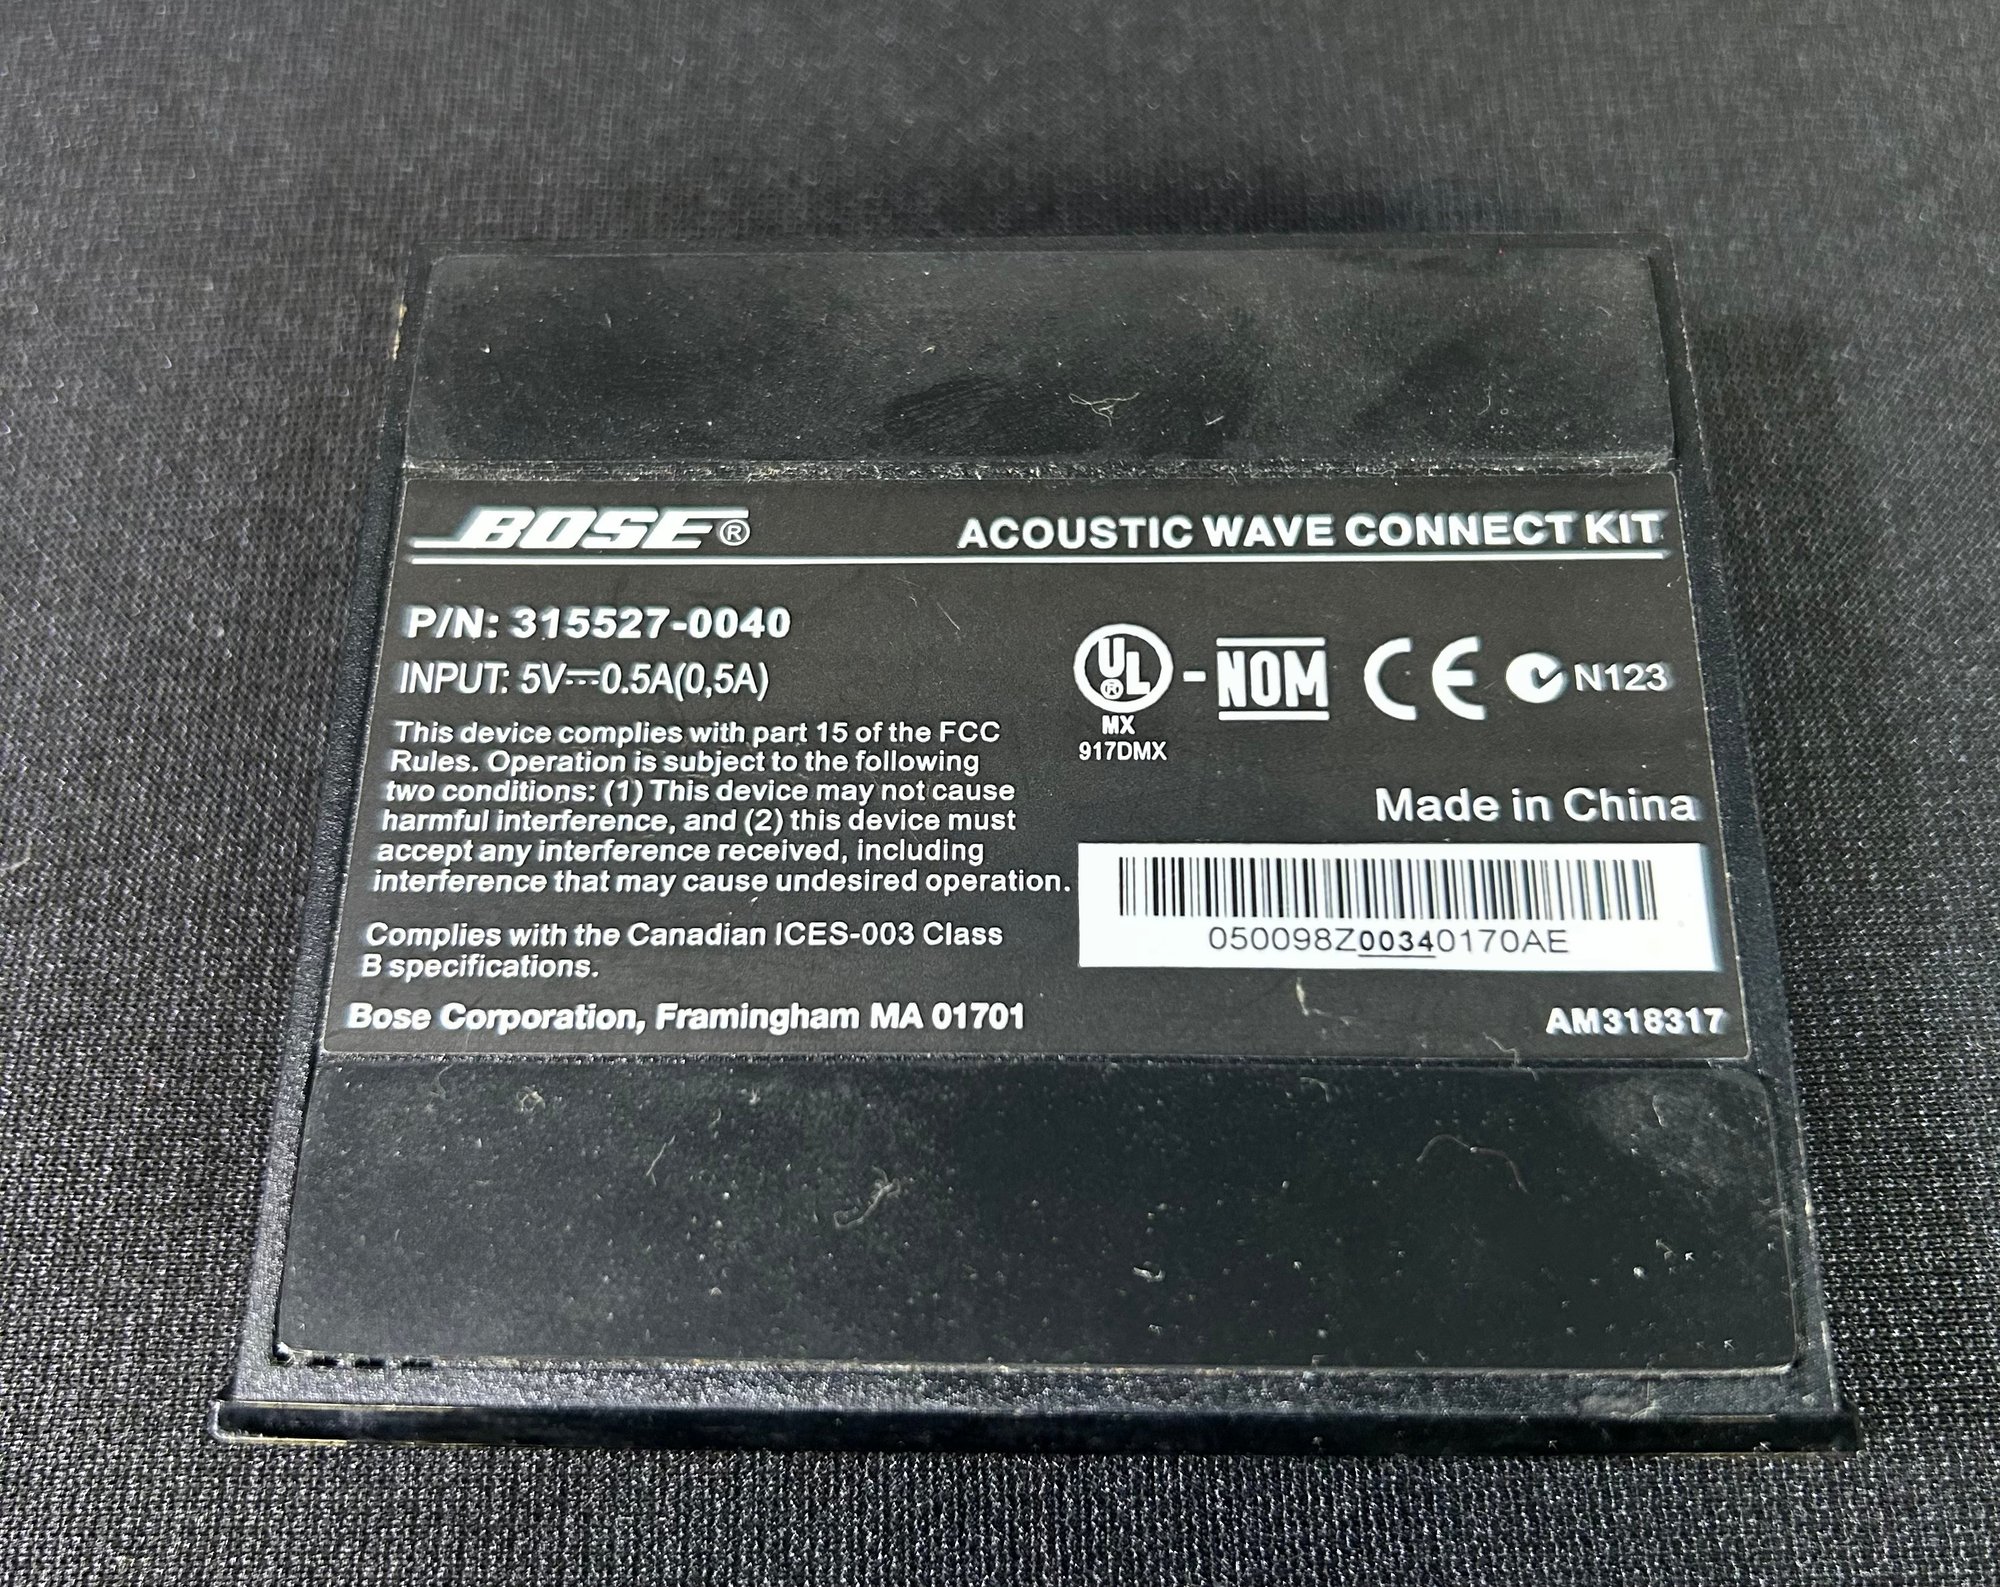 BOSE®
ACOUSTIC WAVE CONNECT KIT
P/N: 315527-0040
INPUT: 5V⎓0.5A(0,5A)
This device complies with part 15 of the FCC
Rules. Operation is subject to the following
two conditions: (1) This device may not cause
harmful interference, and (2) this device must
accept any interference received, including
interference that may cause undesired operation.
Complies with the Canadian ICES-003 Class
B specifications.
Bose Corporation, Framingham MA 01701
UL® - NOM CE N123
MX
917DMX
Made in China
050098Z00340170AE
AM318317